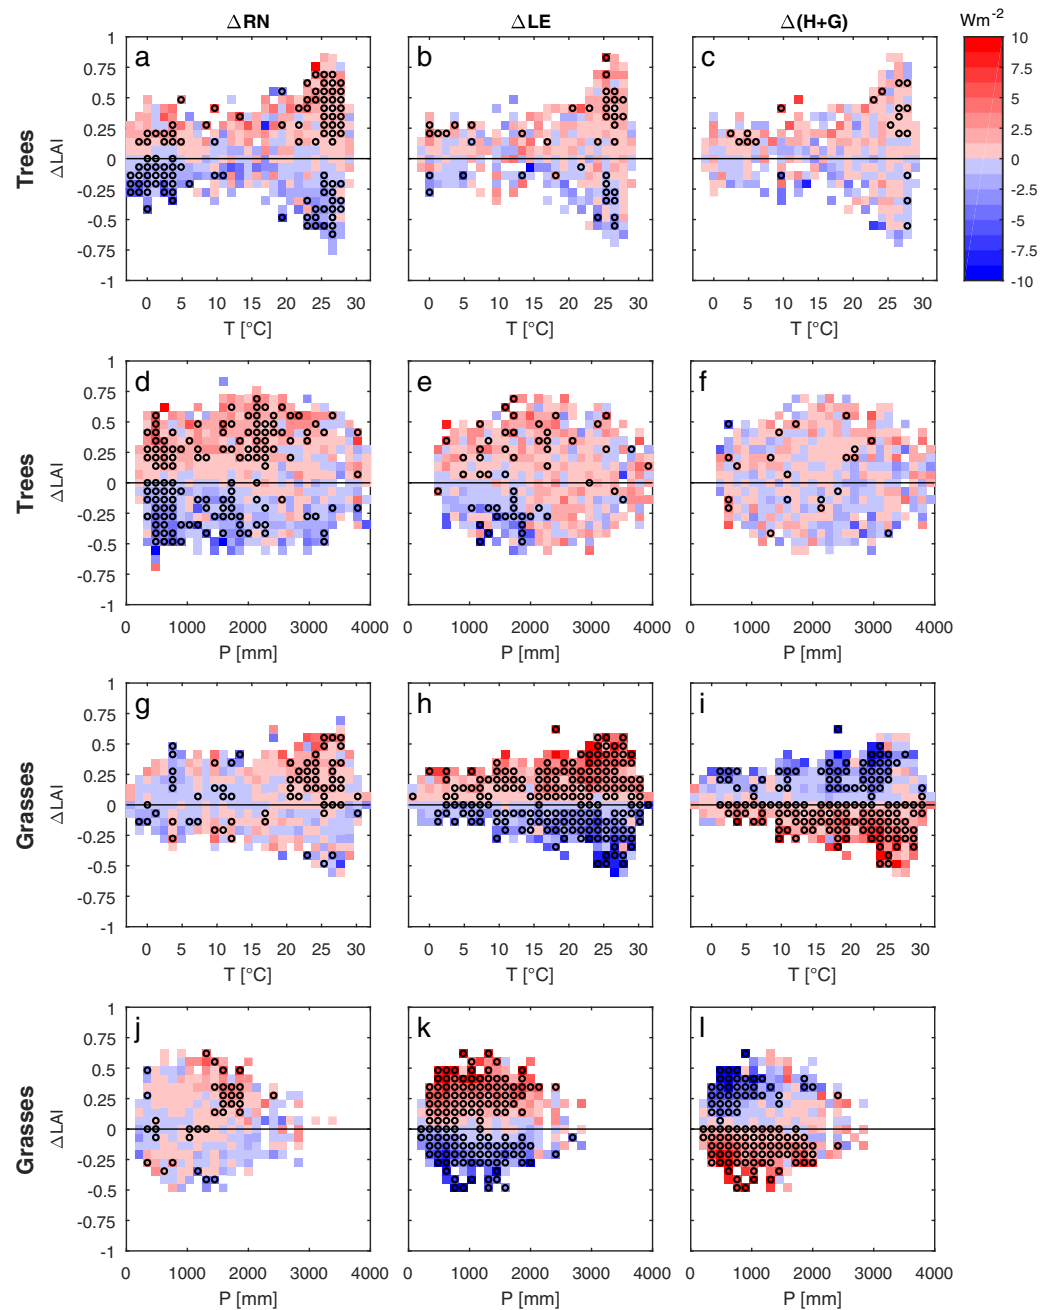 ΔRN ΔLE Δ(H+G) Wm-2
a b c
Trees
ΔLAI
1 0.75 0.5 0.25 0 -0.25 -0.5 -0.75 -1
10 7.5 5 2.5 0 -2.5 -5 -7.5 -10
0 5 10 15 20 25 30 0 5 10 15 20 25 30 0 5 10 15 20 25 30
T [°C] T [°C] T [°C]
d e f
Trees
ΔLAI
1 0.75 0.5 0.25 0 -0.25 -0.5 -0.75 -1
0 1000 2000 3000 4000 0 1000 2000 3000 4000 0 1000 2000 3000 4000
P [mm] P [mm] P [mm]
g h i
Grasses
ΔLAI
1 0.75 0.5 0.25 0 -0.25 -0.5 -0.75 -1
0 5 10 15 20 25 30 0 5 10 15 20 25 30 0 5 10 15 20 25 30
T [°C] T [°C] T [°C]
j k l
Grasses
ΔLAI
1 0.75 0.5 0.25 0 -0.25 -0.5 -0.75 -1
0 1000 2000 3000 4000 0 1000 2000 3000 4000 0 1000 2000 3000 4000
P [mm] P [mm] P [mm]